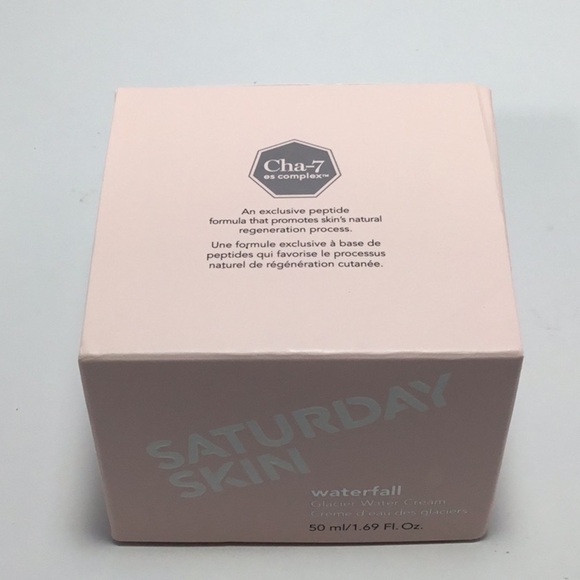 Cha-7
es complex™
An exclusive peptide
formula that promotes skin's natural
regeneration process.
Une formule exclusive à base de
peptides qui favorise le processus
naturel de régénération cutanée.
SATURDAY
SKIN
waterfall
Glacier Water Cream
Crème d'eau des glaciers
50 ml/1.69 Fl. Oz.